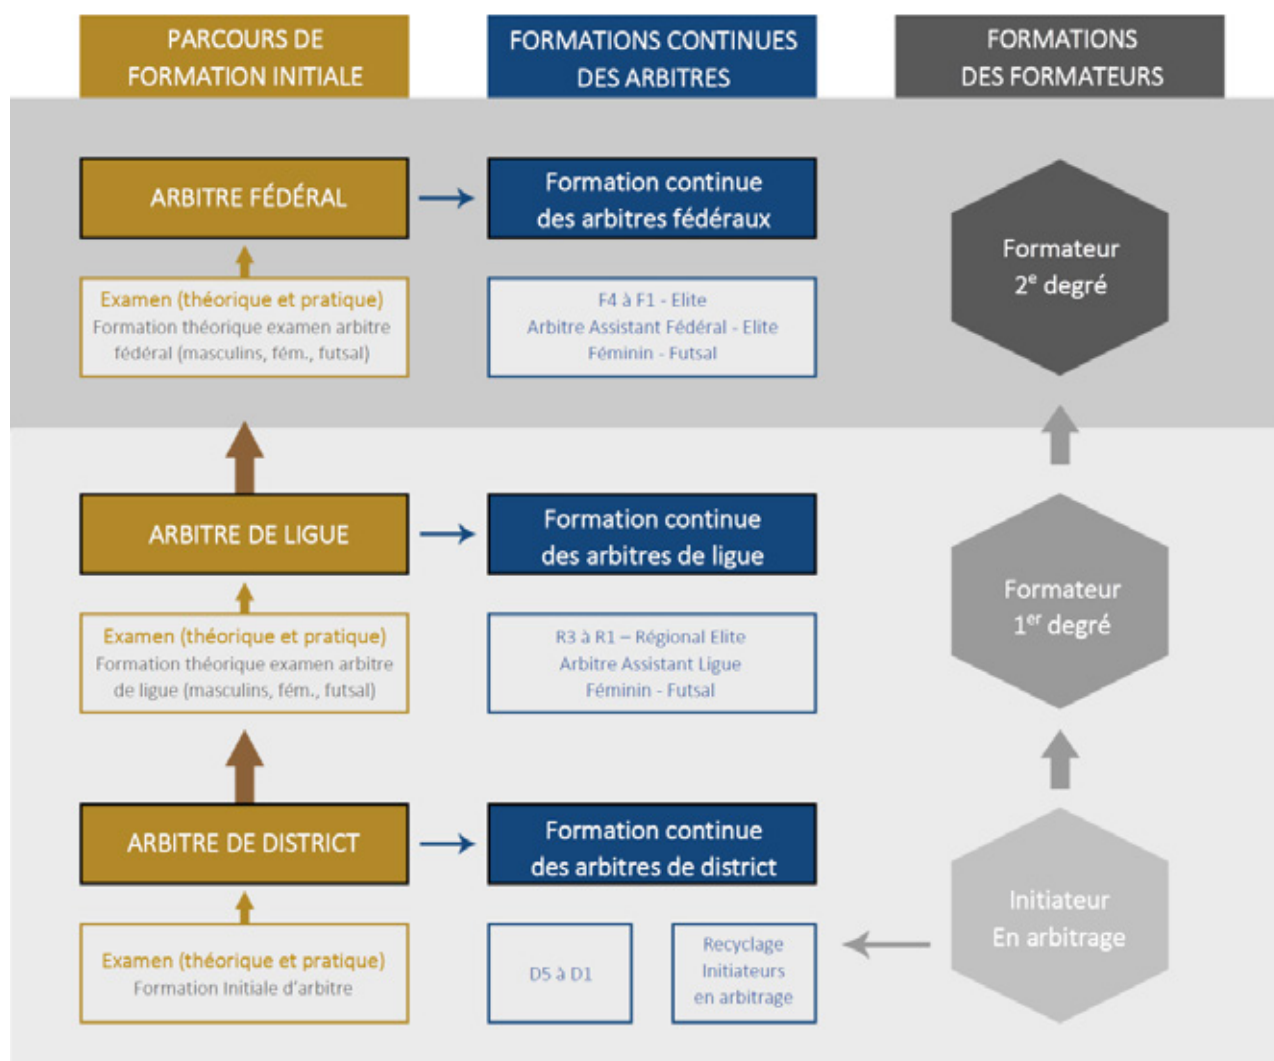 PARCOURS DE
FORMATION INITIALE
FORMATIONS CONTINUES
DES ARBITRES
FORMATIONS
DES FORMATEURS
ARBITRE FÉDÉRAL
Formation continue
des arbitres fédéraux
Formateur
2e degré
Examen (théorique et pratique)
Formation théorique examen arbitre
fédéral (masculins, fém., futsal)
F4 à F1 - Elite
Arbitre Assistant Fédéral - Elite
Féminin - Futsal
ARBITRE DE LIGUE
Formation continue
des arbitres de ligue
Formateur
1er degré
Examen (théorique et pratique)
Formation théorique examen arbitre
de ligue (masculins, fém., futsal)
R3 à R1 – Régional Elite
Arbitre Assistant Ligue
Féminin - Futsal
ARBITRE DE DISTRICT
Formation continue
des arbitres de district
Initiateur
En arbitrage
Examen (théorique et pratique)
Formation Initiale d'arbitre
D5 à D1
Recyclage
Initiateurs
en arbitrage